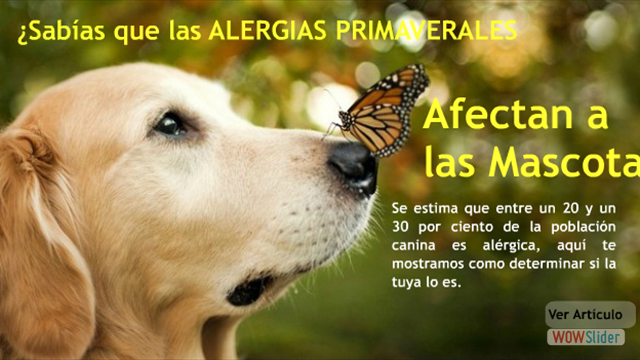 ¿Sabías que las ALERGIAS PRIMAVERALES
Afectan a
las Mascota
Se estima que entre un 20 y un
30 por ciento de la población
canina es alérgica, aquí te
mostramos como determinar si la
tuya lo es.
Ver Artículo
WOWSlider